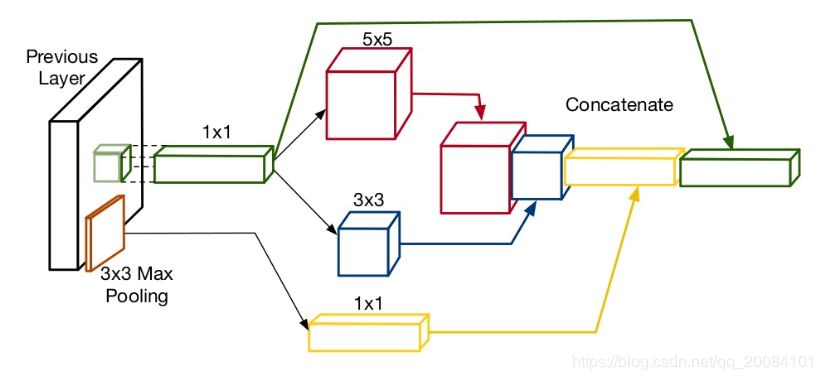 Previous
Layer
1x1
5x5
Concatenate
3x3
3x3 Max
Pooling
1x1
https://blog.csdn.net/qq_20084101